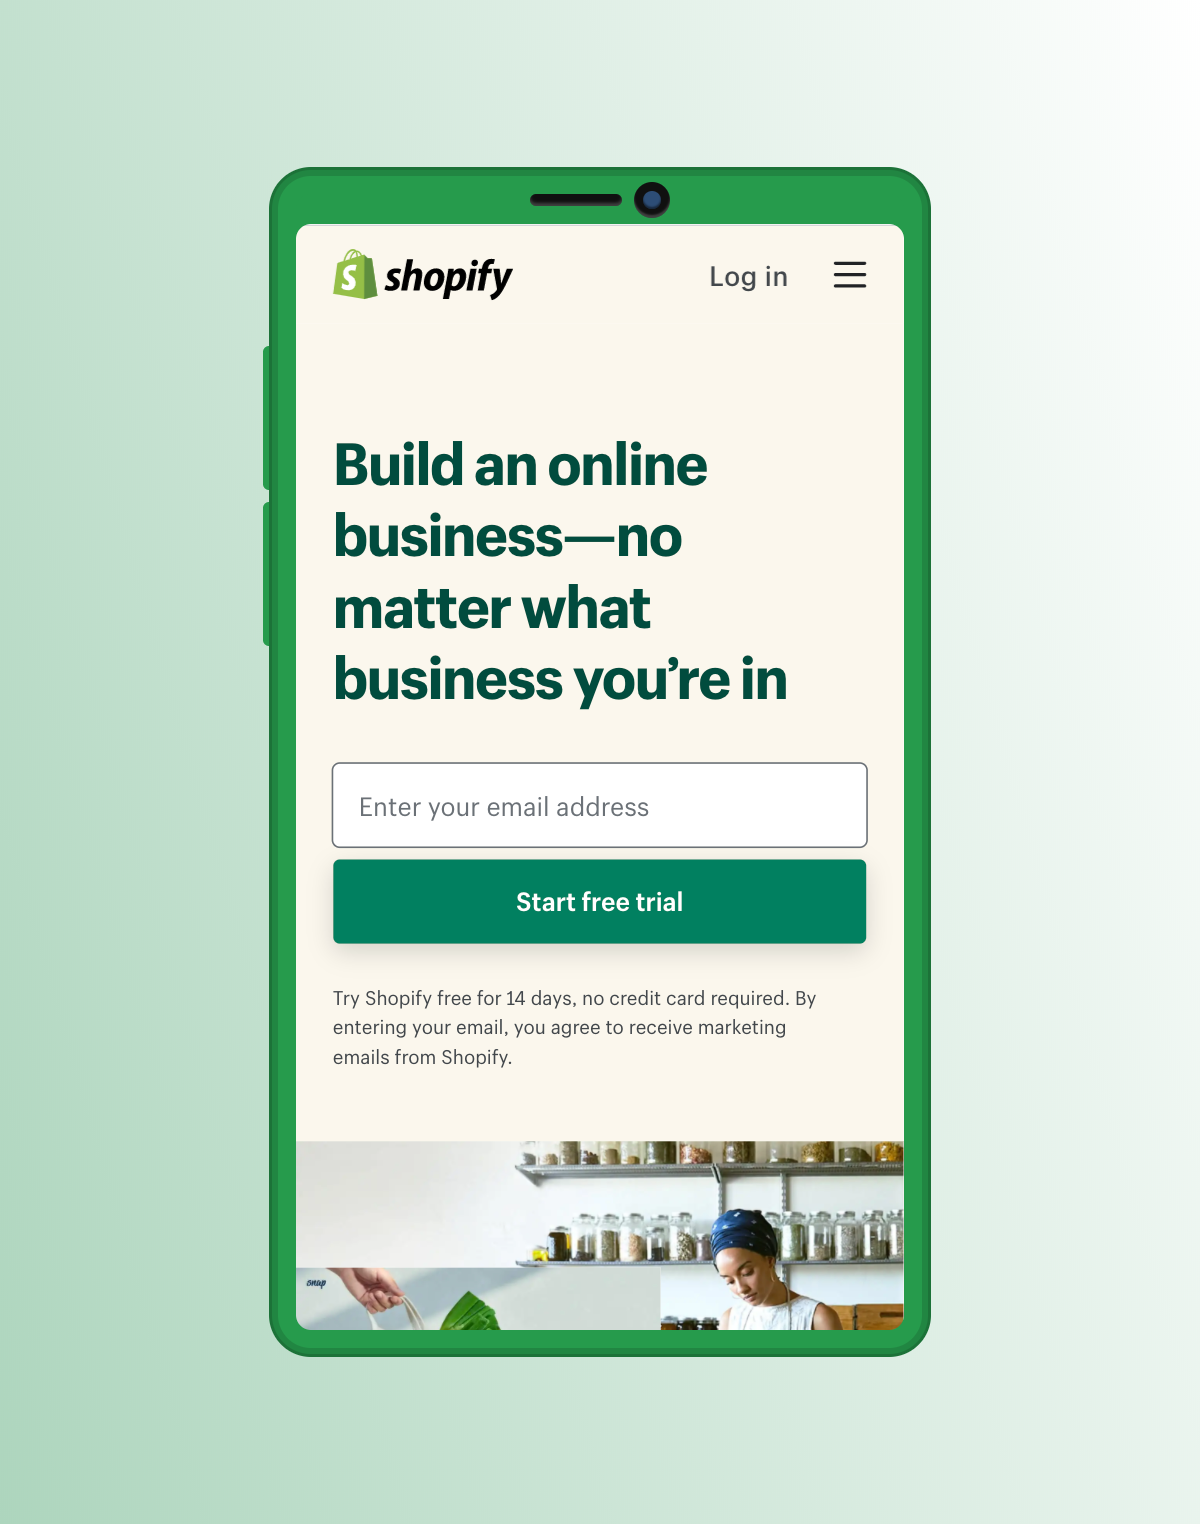 shopify
Log in
Build an online
business—no
matter what
business you’re in
Enter your email address
Start free trial
Try Shopify free for 14 days, no credit card required. By
entering your email, you agree to receive marketing
emails from Shopify.
snap